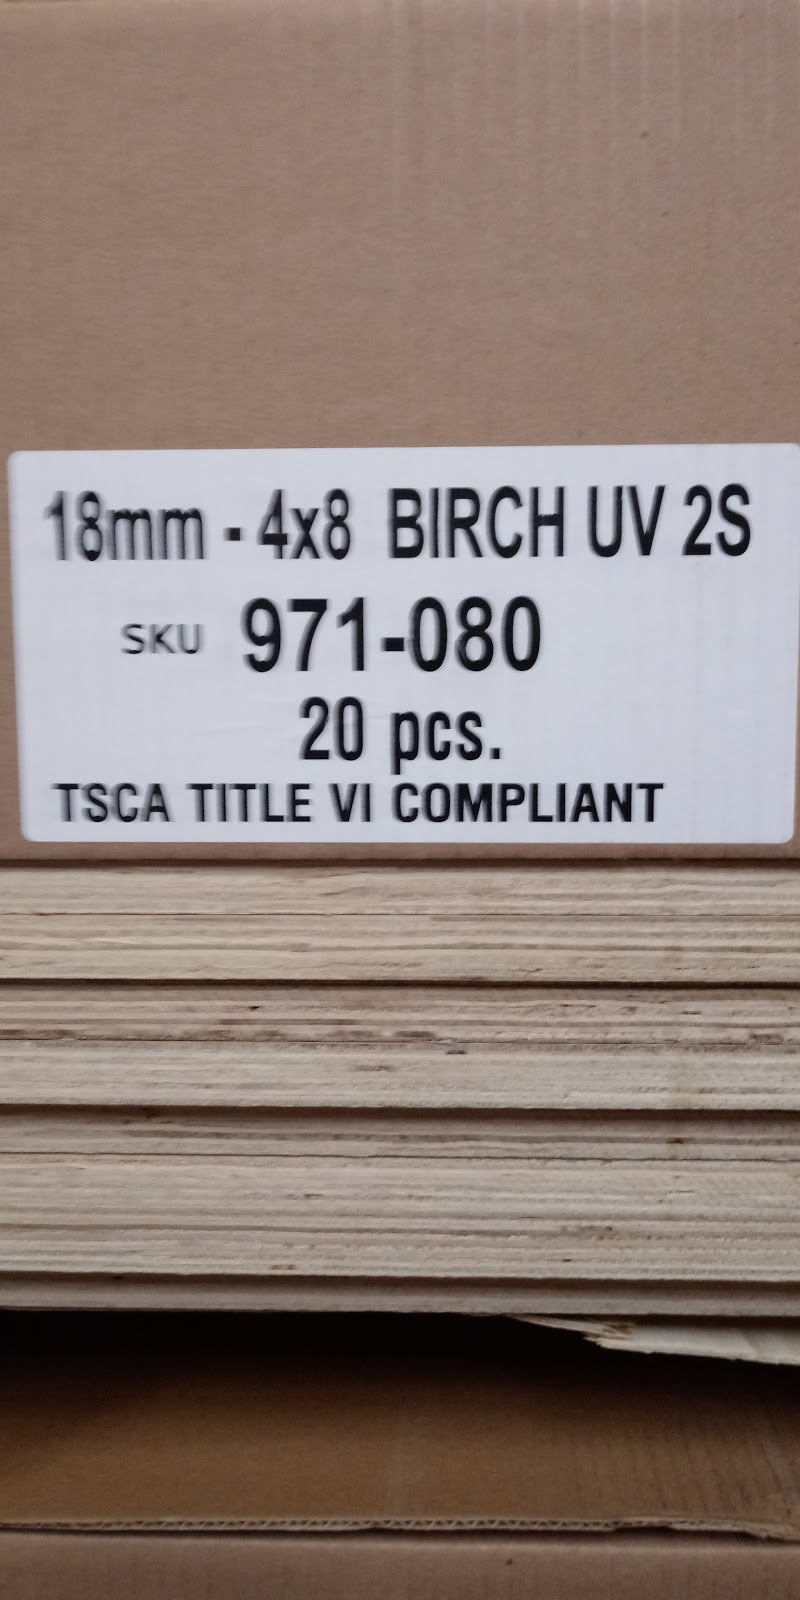 18mm - 4x8 BIRCH UV 2S
SKU 971-080
20 pcs.
TSCA TITLE VI COMPLIANT